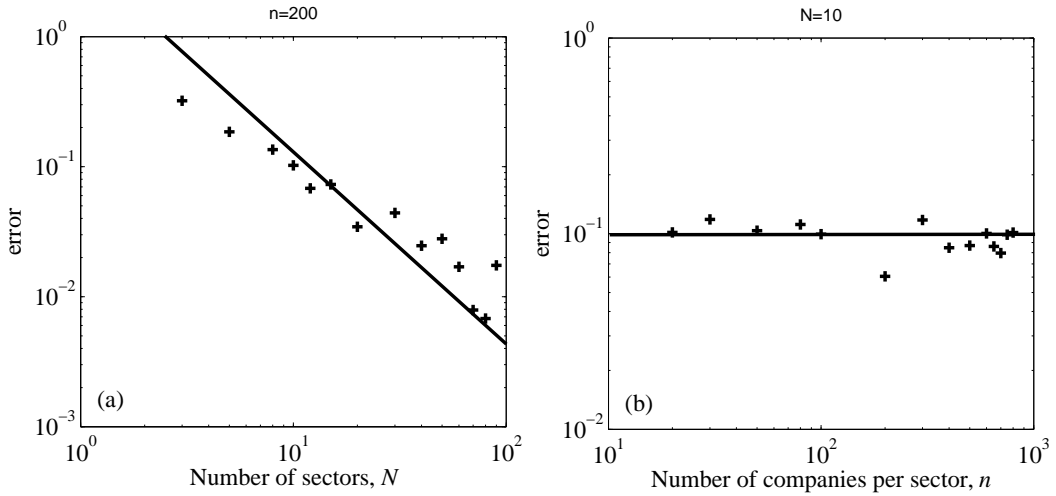 n=200
10^0
10^-1
10^-2
10^-3
error
(a)
10^0
10^1
10^2
Number of sectors, N
N=10
10^0
10^-1
10^-2
error
(b)
10^1
10^2
10^3
Number of companies per sector, n